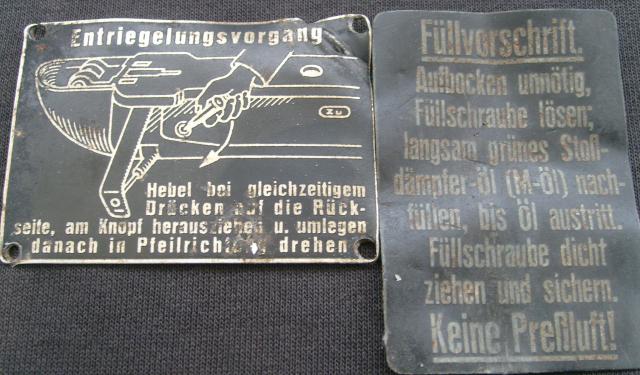 Entriegelungsvorgang
Zu
Hebel bei gleichzeitigem
Drücken auf die Rück-
seite, am Knopf herausziehen u. umlegen
danach in Pfeilrichtung drehen
Füllvorschrift.
Aufbocken unnötig,
Füllschraube lösen;
langsam grünes Stoß-
dämpfer-öl (M-Öl) nach-
füllen, bis Öl austritt.
Füllschraube dicht
ziehen und sichern.
Keine Preßluft!